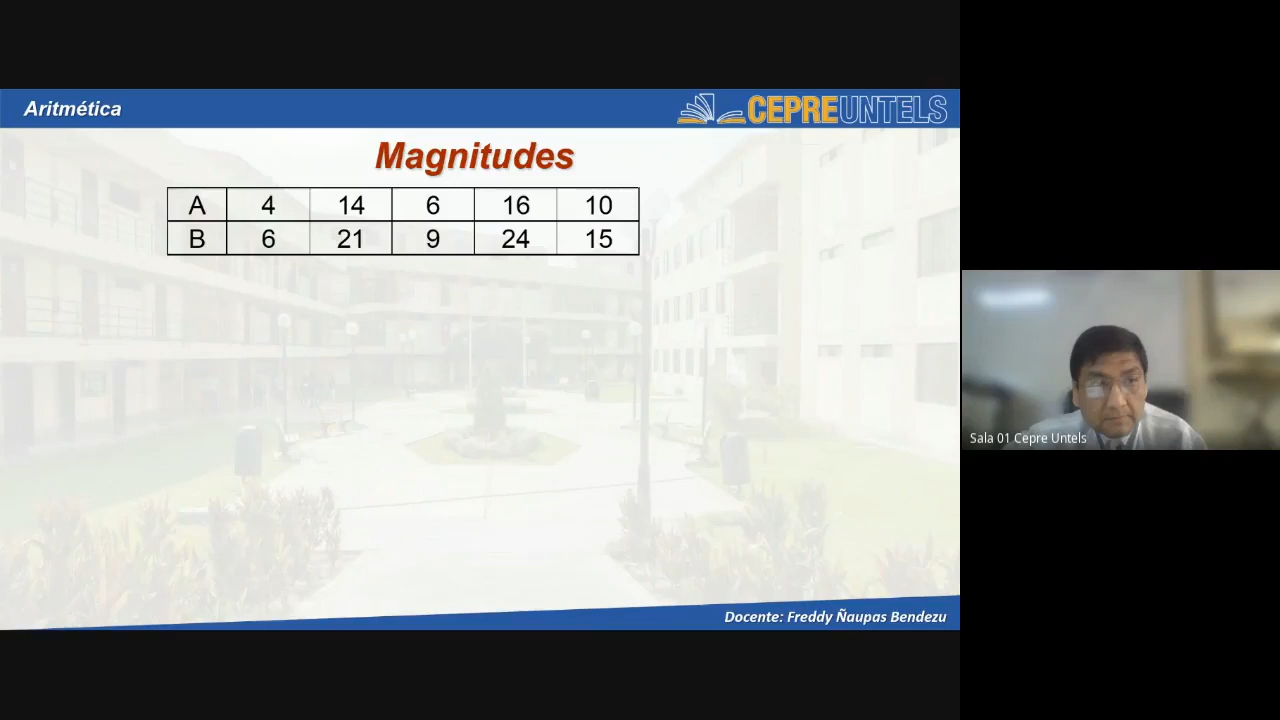 Aritmética
CEPREUNTELS
Magnitudes
A 4 14 6 16 10
B 6 21 9 24 15
Sala 01 Cepre Untels
Docente: Freddy Ñaupas Bendezu